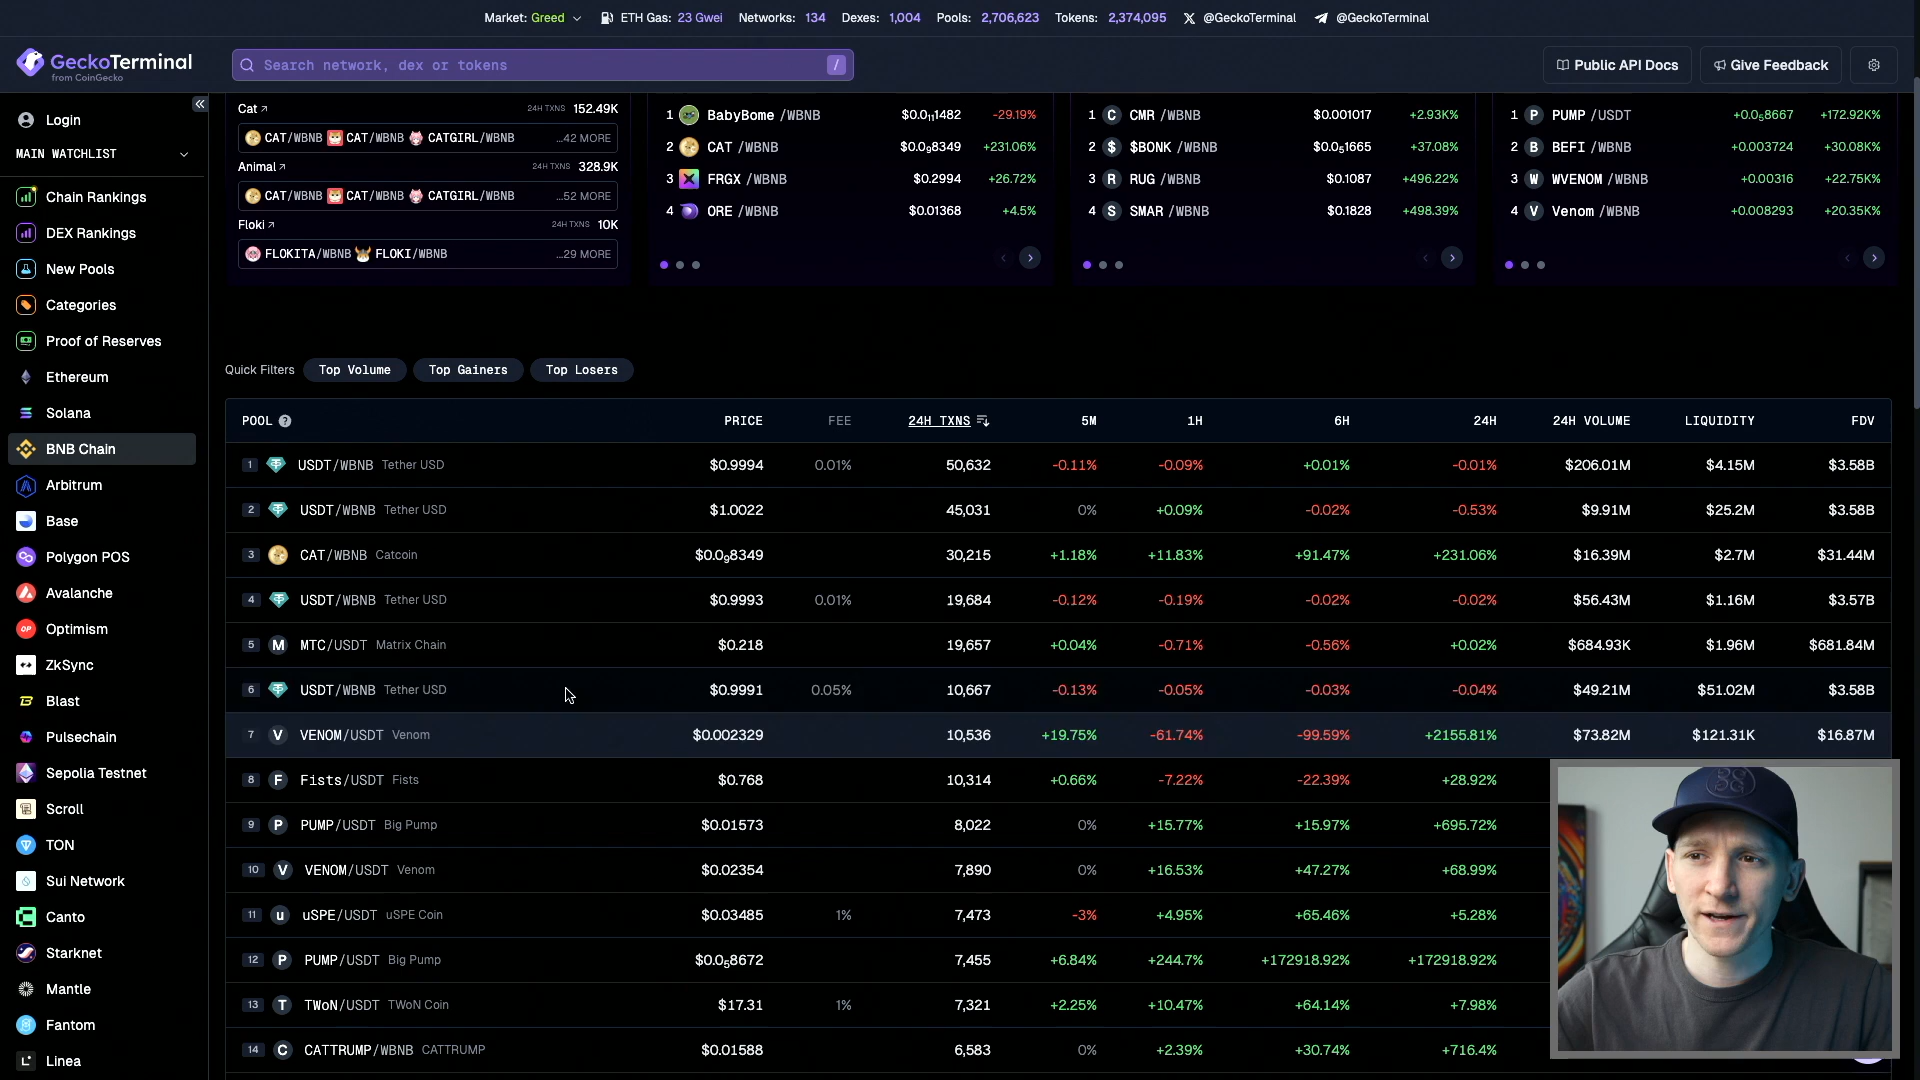 Market: Greed ETH Gas: 23 Gwei Networks: 134 Dexes: 1,004 Pools: 2,706,623 Tokens: 2,374,095 @GeckoTerminal @GeckoTerminal
GeckoTerminal
from CoinGecko
Search network, dex or tokens /
Public API Docs
Give Feedback
Login
MAIN WATCHLIST
Chain Rankings
DEX Rankings
New Pools
Categories
Proof of Reserves
Ethereum
Solana
BNB Chain
Arbitrum
Base
Polygon POS
Avalanche
Optimism
ZkSync
Blast
Pulsechain
Sepolia Testnet
Scroll
TON
Sui Network
Canto
Starknet
Mantle
Fantom
Linea
Cat 24H TXNS 152.49K
CAT/WBNB CAT/WBNB CATGIRL/WBNB ...42 MORE
Animal 24H TXNS 328.9K
CAT/WBNB CAT/WBNB CATGIRL/WBNB ...52 MORE
Floki 24H TXNS 10K
FLOKITA/WBNB FLOKI/WBNB ...29 MORE
1 BabyBome /WBNB $0.0₁₁1482 -29.19%
2 CAT /WBNB $0.0₉8349 +231.06%
3 FRGX /WBNB $0.2994 +26.72%
4 ORE /WBNB $0.01368 +4.5%
1 C CMR /WBNB $0.001017 +2.93K%
2 $ $BONK /WBNB $0.0₅1665 +37.08%
3 R RUG /WBNB $0.1087 +496.22%
4 S SMAR /WBNB $0.1828 +498.39%
1 P PUMP /USDT +0.0₅8667 +172.92K%
2 B BEFI /WBNB +0.003724 +30.08K%
3 W WVENOM /WBNB +0.00316 +22.75K%
4 V Venom /WBNB +0.008293 +20.35K%
Quick Filters Top Volume Top Gainers Top Losers
POOL ? PRICE FEE 24H TXNS 5M 1H 6H 24H 24H VOLUME LIQUIDITY FDV
1 USDT/WBNB Tether USD $0.9994 0.01% 50,632 -0.11% -0.09% +0.01% -0.01% $206.01M $4.15M $3.58B
2 USDT/WBNB Tether USD $1.0022 45,031 0% +0.09% -0.02% -0.53% $9.91M $25.2M $3.58B
3 CAT/WBNB Catcoin $0.0₉8349 30,215 +1.18% +11.83% +91.47% +231.06% $16.39M $2.7M $31.44M
4 USDT/WBNB Tether USD $0.9993 0.01% 19,684 -0.12% -0.19% -0.02% -0.02% $56.43M $1.16M $3.57B
5 M MTC/USDT Matrix Chain $0.218 19,657 +0.04% -0.71% -0.56% +0.02% $684.93K $1.96M $681.84M
6 USDT/WBNB Tether USD $0.9991 0.05% 10,667 -0.13% -0.05% -0.03% -0.04% $49.21M $51.02M $3.58B
7 V VENOM/USDT Venom $0.002329 10,536 +19.75% -61.74% -99.59% +2155.81% $73.82M $121.31K $16.87M
8 F Fists/USDT Fists $0.768 10,314 +0.66% -7.22% -22.39% +28.92%
9 P PUMP/USDT Big Pump $0.01573 8,022 0% +15.77% +15.97% +695.72%
10 V VENOM/USDT Venom $0.02354 7,890 0% +16.53% +47.27% +68.99%
11 u uSPE/USDT uSPE Coin $0.03485 1% 7,473 -3% +4.95% +65.46% +5.28%
12 P PUMP/USDT Big Pump $0.0₅8672 7,455 +6.84% +244.7% +172918.92% +172918.92%
13 T TWoN/USDT TWoN Coin $17.31 1% 7,321 +2.25% +10.47% +64.14% +7.98%
14 C CATTRUMP/WBNB CATTRUMP $0.01588 6,583 0% +2.39% +30.74% +716.4%